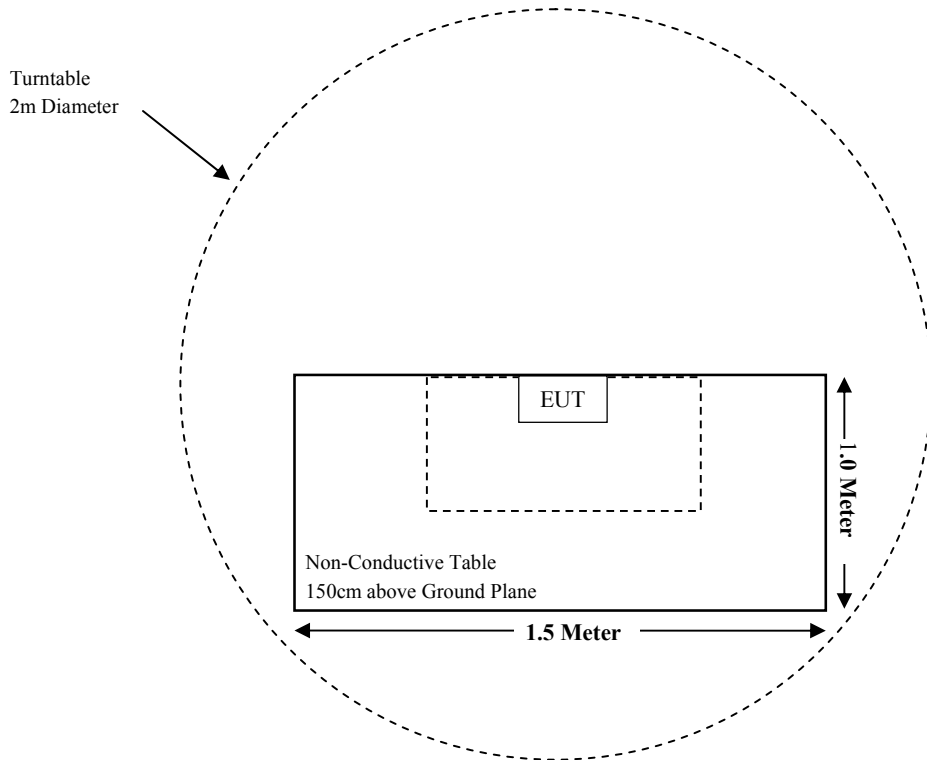 Turntable
2m Diameter
EUT
1.0 Meter
Non-Conductive Table
150cm above Ground Plane
1.5 Meter